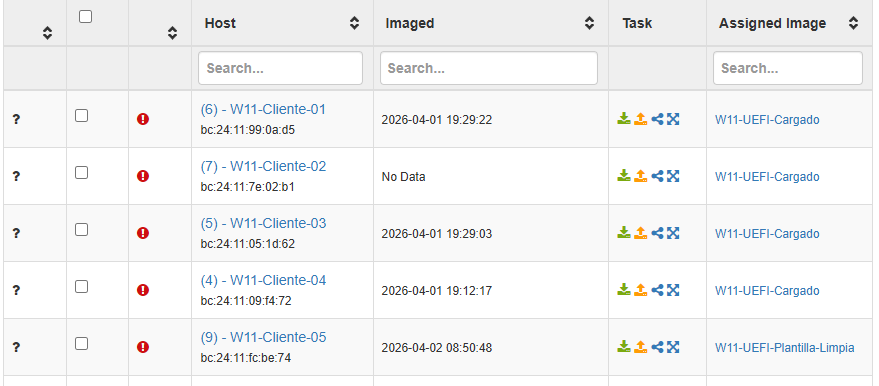 Host Imaged Task Assigned Image
Search... Search... Search...
? (6) - W11-Cliente-01
bc:24:11:99:0a:d5 2026-04-01 19:29:22 W11-UEFI-Cargado
? (7) - W11-Cliente-02
bc:24:11:7e:02:b1 No Data W11-UEFI-Cargado
? (5) - W11-Cliente-03
bc:24:11:05:1d:62 2026-04-01 19:29:03 W11-UEFI-Cargado
? (4) - W11-Cliente-04
bc:24:11:09:f4:72 2026-04-01 19:12:17 W11-UEFI-Cargado
? (9) - W11-Cliente-05
bc:24:11:fc:be:74 2026-04-02 08:50:48 W11-UEFI-Plantilla-Limpia